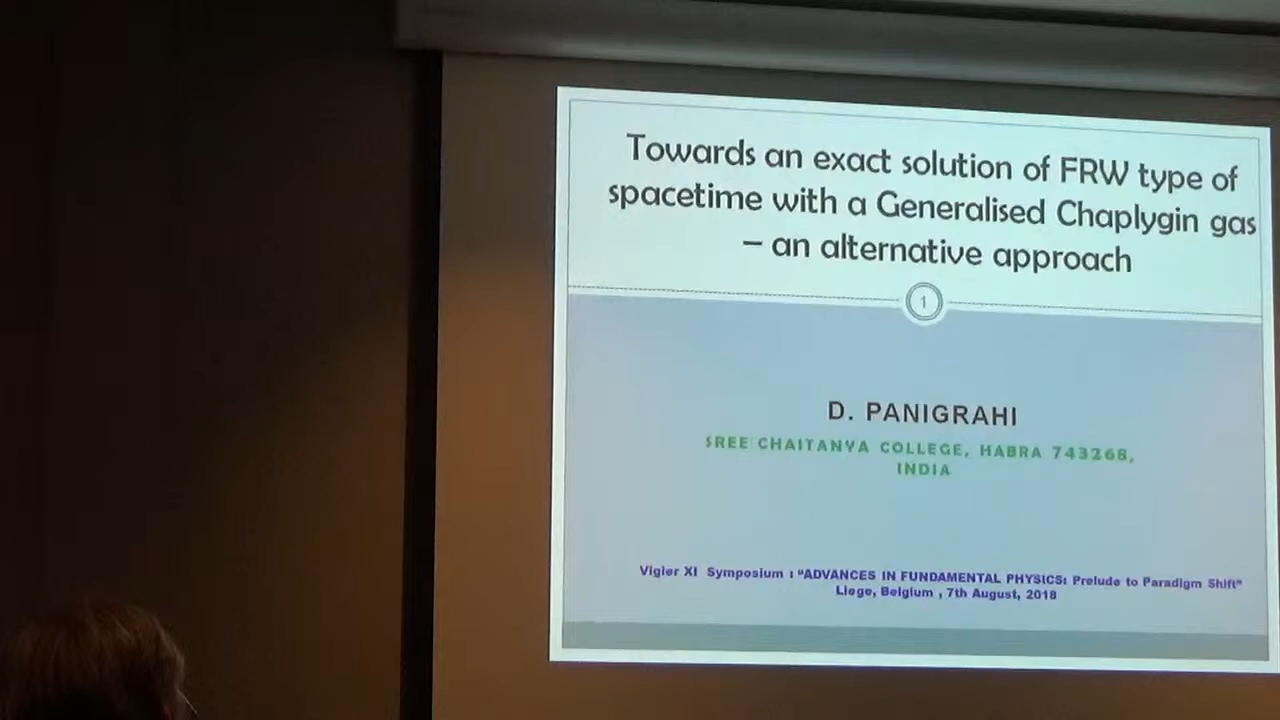 Towards an exact solution of FRW type of
spacetime with a Generalised Chaplygin gas
– an alternative approach
1
D. PANIGRAHI
SREE CHAITANYA COLLEGE, HABRA 743268,
INDIA
Vigier XI Symposium : "ADVANCES IN FUNDAMENTAL PHYSICS: Prelude to Paradigm Shift"
Liege, Belgium , 7th August, 2018